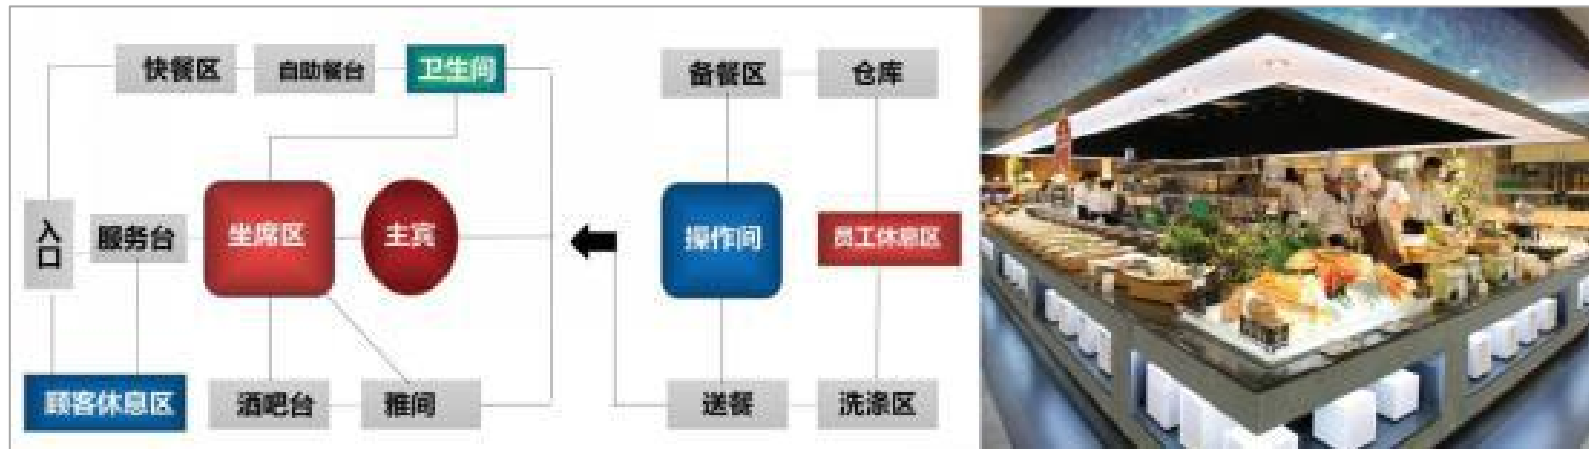 快餐区
自助餐台
卫生间
备餐区
仓库
入口
服务台
坐席区
主宾
操作间
员工休息区
顾客休息区
酒吧台
雅间
送餐
洗涤区